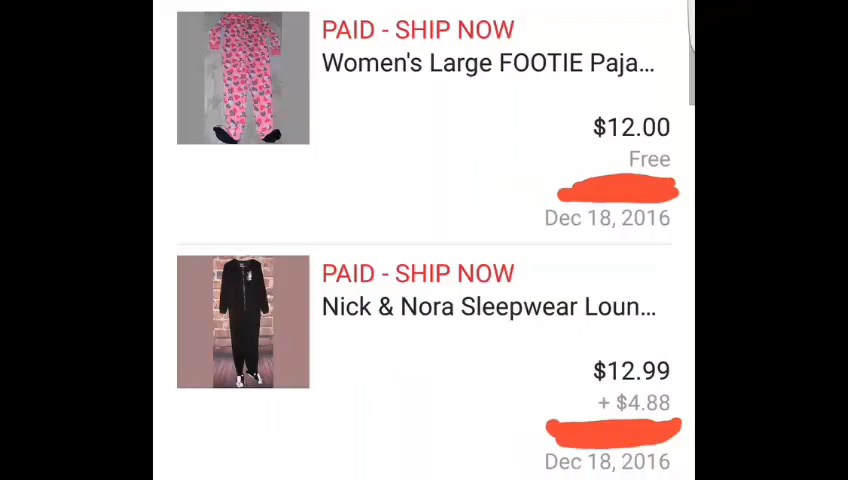 PAID - SHIP NOW
Women's Large FOOTIE Paja...
$12.00
Free
Dec 18, 2016
PAID - SHIP NOW
Nick & Nora Sleepwear Loun...
$12.99
+ $4.88
Dec 18, 2016